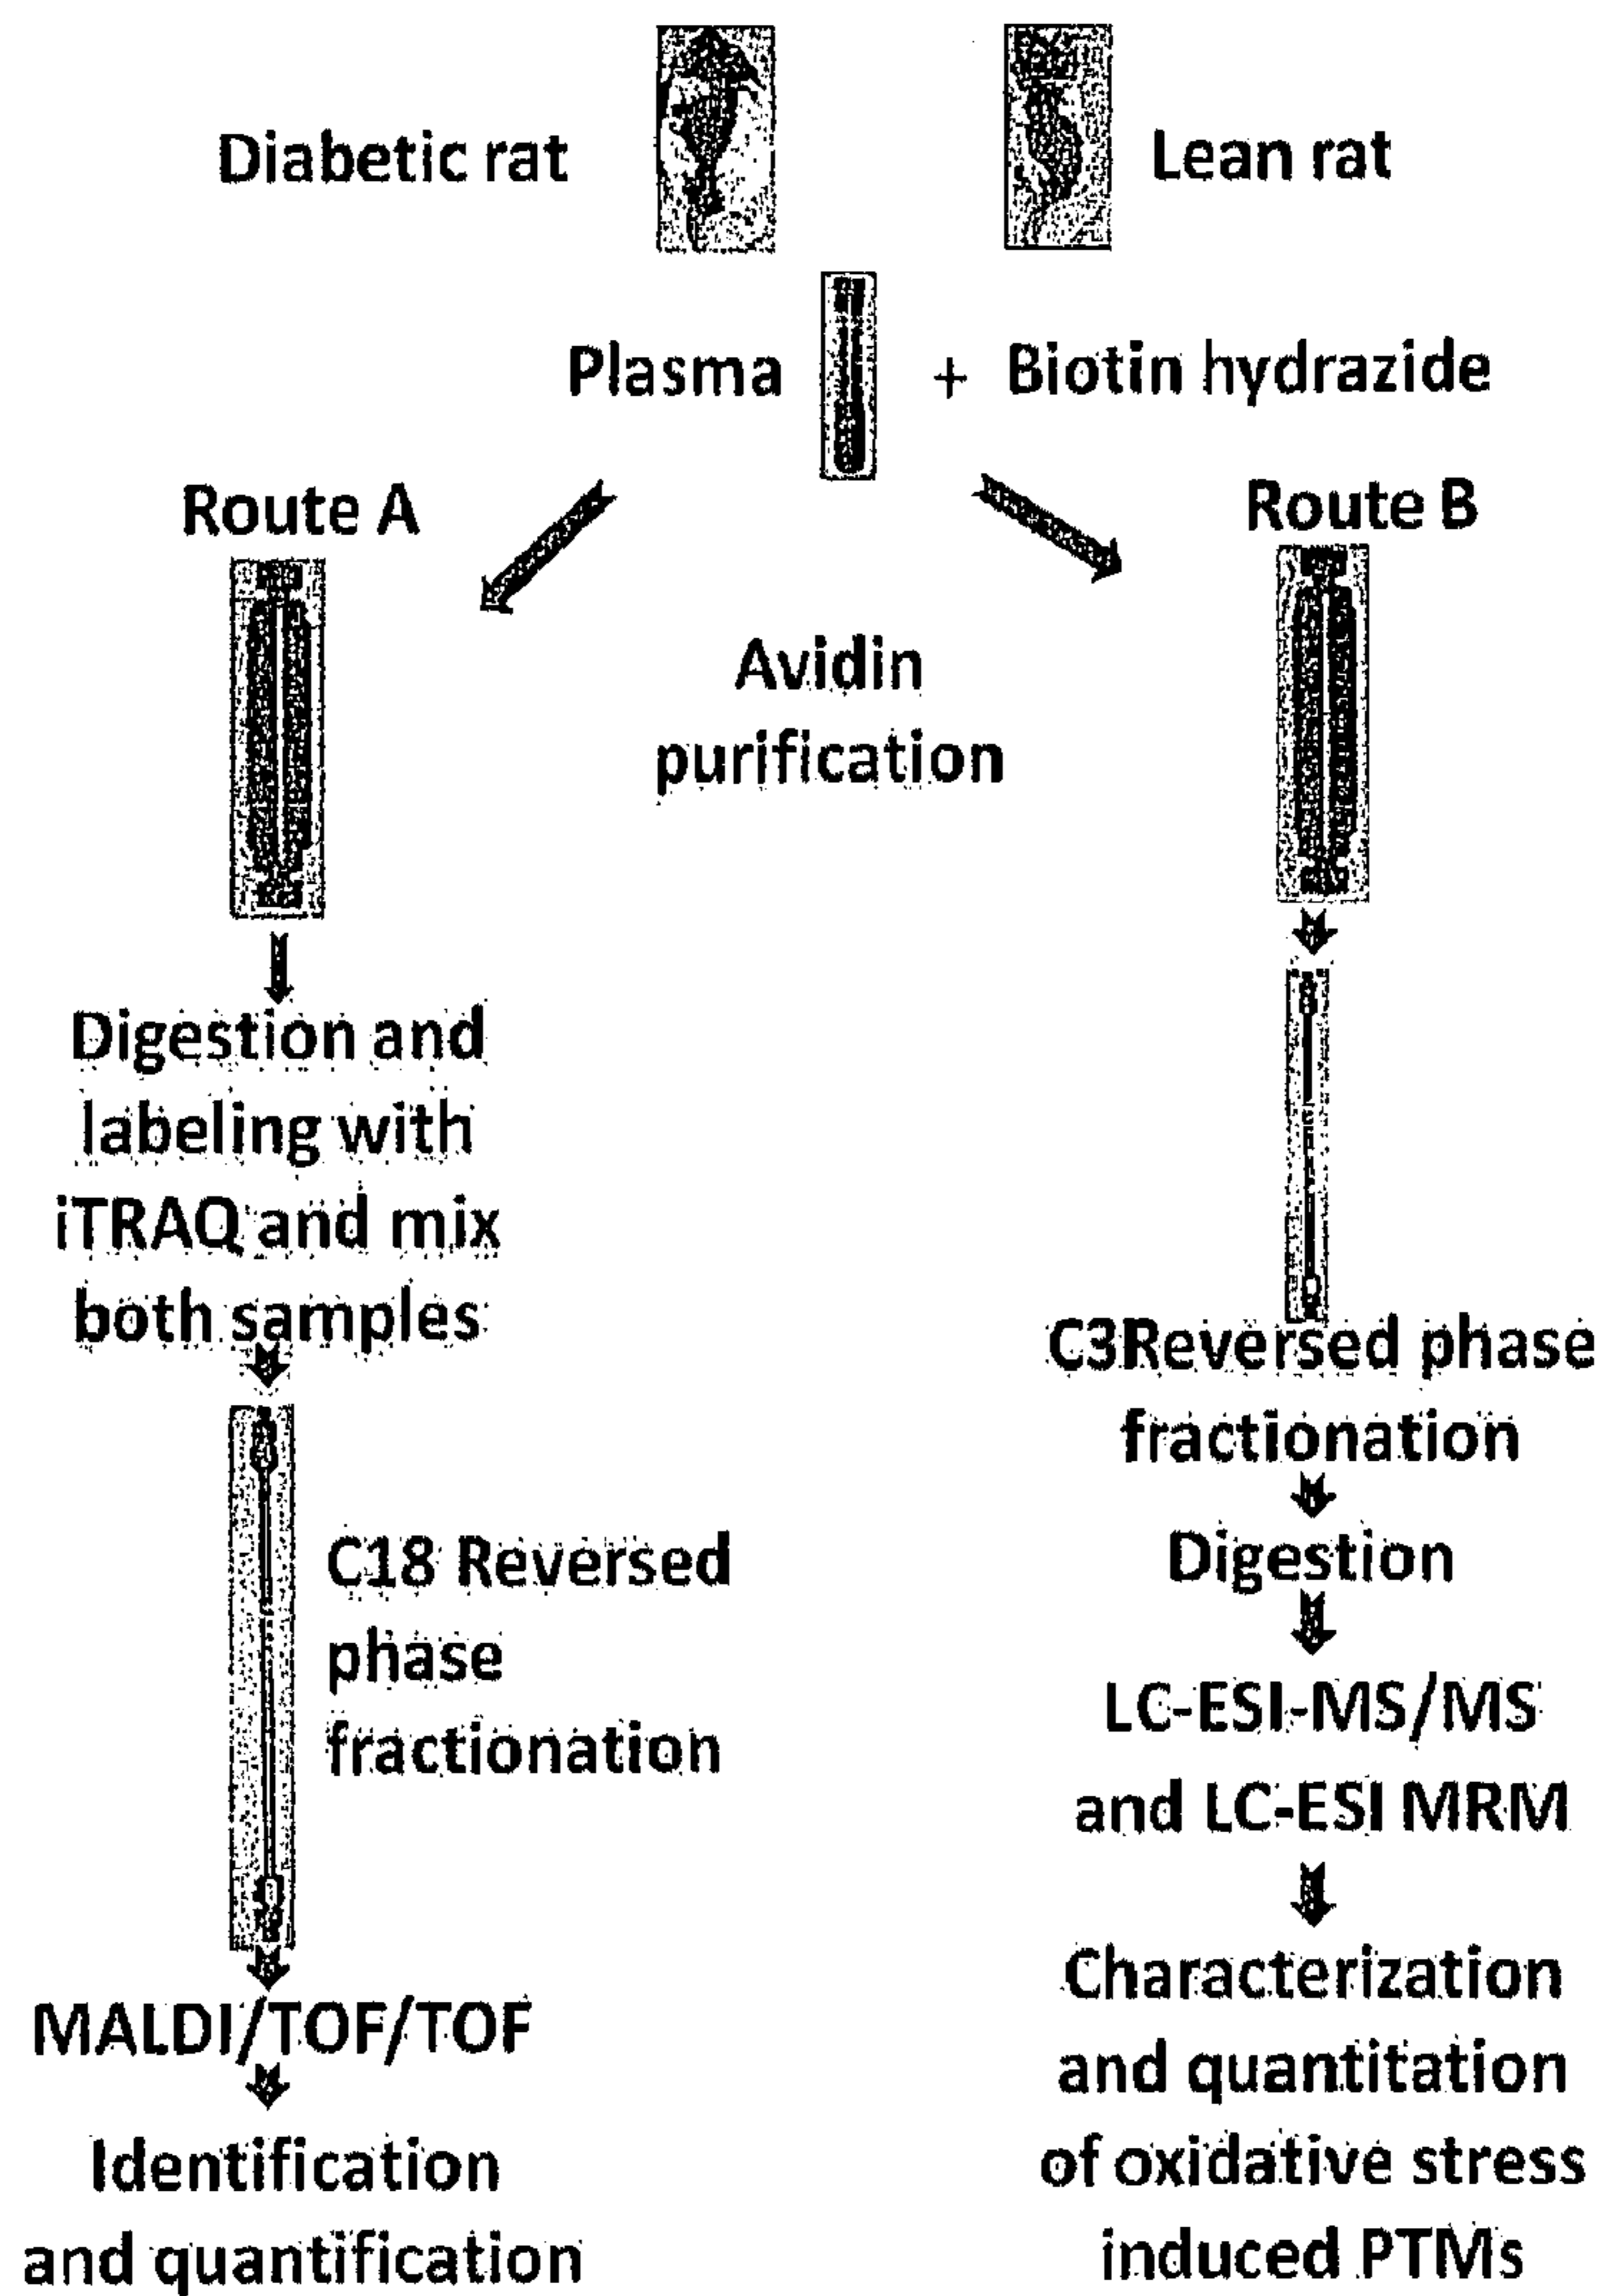 Diabetic rat
Lean rat
Plasma + Biotin hydrazide
Route A
Route B
Avidin
purification
Digestion and
labeling with
iTRAQ and mix
both samples
C18 Reversed
phase
fractionation
MALDI/TOF/TOF
Identification
and quantification
C3Reversed phase
fractionation
Digestion
LC-ESI-MS/MS
and LC-ESI MRM
Characterization
and quantitation
of oxidative stress
induced PTMs